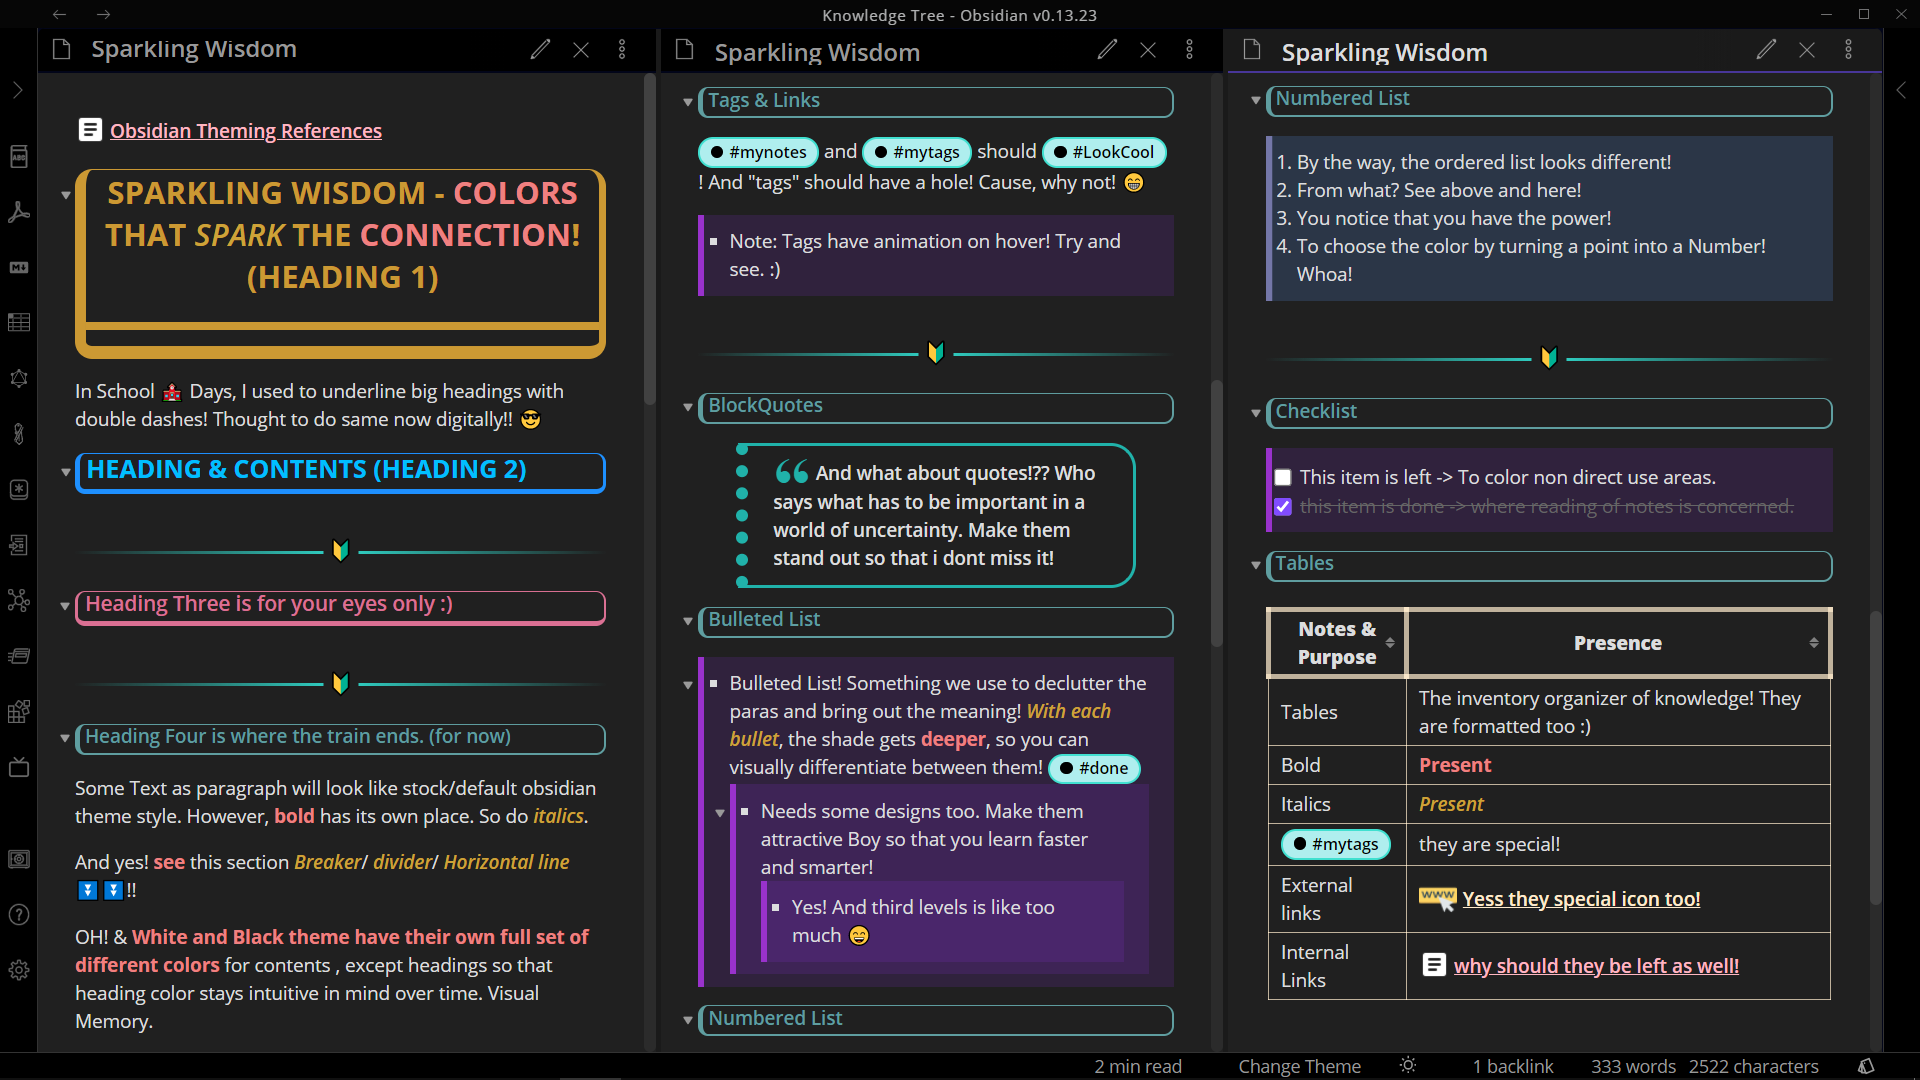 Knowledge Tree - Obsidian v0.13.23
Sparkling Wisdom
Obsidian Theming References
SPARKLING WISDOM - COLORS
THAT SPARK THE CONNECTION!
(HEADING 1)
In School 🏫 Days, I used to underline big headings with
double dashes! Thought to do same now digitally!! 😎
HEADING & CONTENTS (HEADING 2)
Heading Three is for your eyes only :)
Heading Four is where the train ends. (for now)
Some Text as paragraph will look like stock/default obsidian
theme style. However, bold has its own place. So do italics.
And yes! see this section Breaker/ divider/ Horizontal line
⏬ ⏬ !!
OH! & White and Black theme have their own full set of
different colors for contents , except headings so that
heading color stays intuitive in mind over time. Visual
Memory.
Sparkling Wisdom
Tags & Links
#mynotes and #mytags should #LookCool
! And "tags" should have a hole! Cause, why not! 😁
Note: Tags have animation on hover! Try and
see. :)
BlockQuotes
“ And what about quotes!?? Who
says what has to be important in a
world of uncertainty. Make them
stand out so that i dont miss it!
Bulleted List
Bulleted List! Something we use to declutter the
paras and bring out the meaning! With each
bullet, the shade gets deeper, so you can
visually differentiate between them! #done
Needs some designs too. Make them
attractive Boy so that you learn faster
and smarter!
Yes! And third levels is like too
much 😄
Numbered List
Sparkling Wisdom
Numbered List
1. By the way, the ordered list looks different!
2. From what? See above and here!
3. You notice that you have the power!
4. To choose the color by turning a point into a Number!
Whoa!
Checklist
This item is left -> To color non direct use areas.
this item is done -> where reading of notes is concerned.
Tables
Notes &
Purpose
Presence
Tables
The inventory organizer of knowledge! They
are formatted too :)
Bold
Present
Italics
Present
#mytags
they are special!
External
links
WWW
Yess they special icon too!
Internal
Links
why should they be left as well!
2 min read
Change Theme
1 backlink
333 words
2522 characters